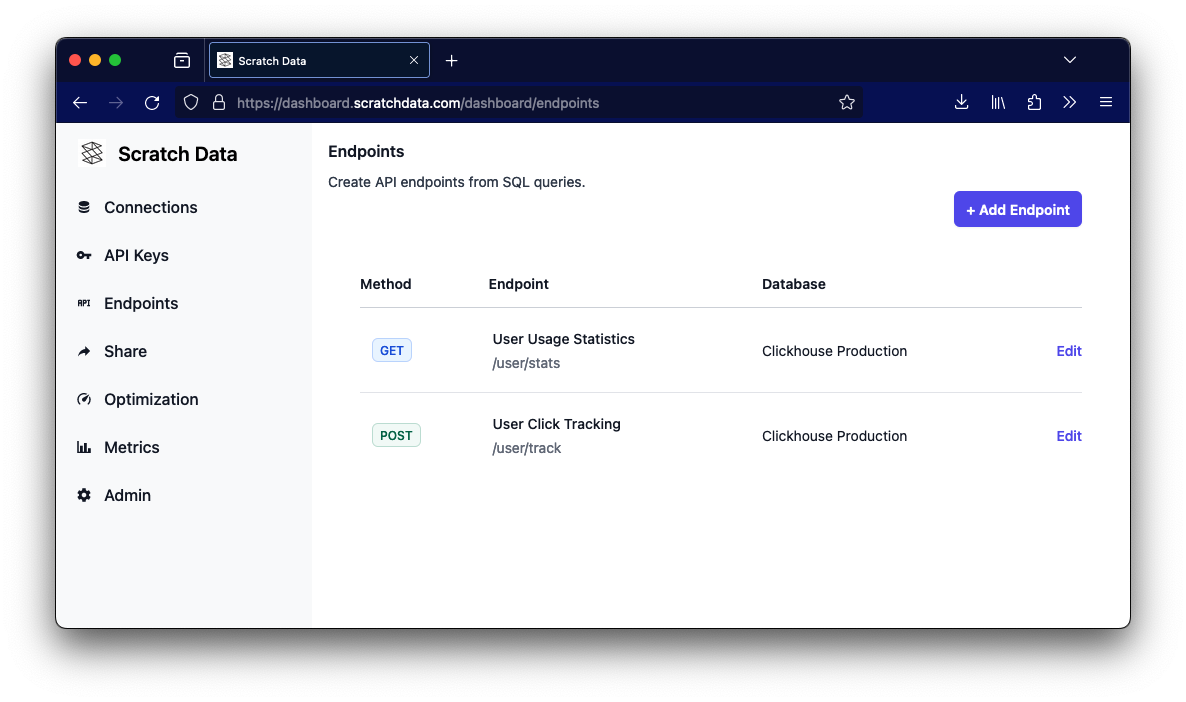 Scratch Data
https://dashboard.scratchdata.com/dashboard/endpoints
Scratch Data
Connections
API Keys
API Endpoints
Share
Optimization
Metrics
Admin
Endpoints
Create API endpoints from SQL queries.
+ Add Endpoint
Method Endpoint Database
GET User Usage Statistics Clickhouse Production Edit
/user/stats
POST User Click Tracking Clickhouse Production Edit
/user/track